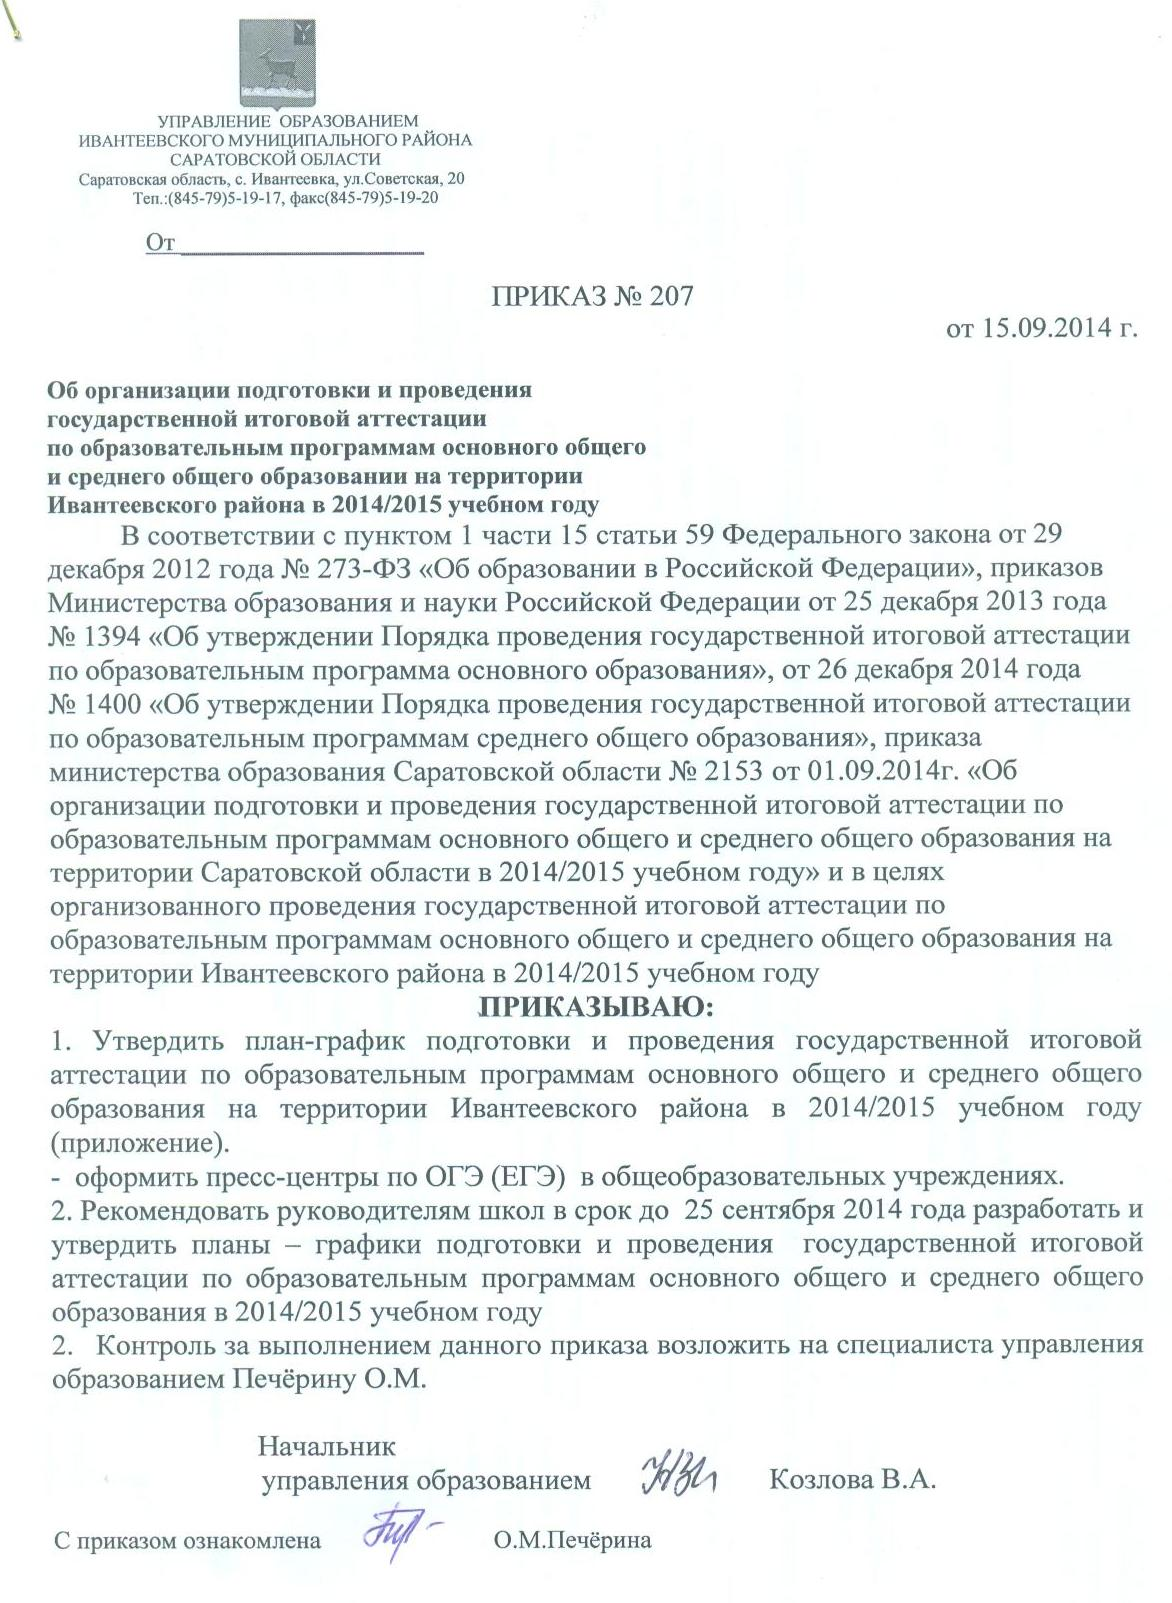 УПРАВЛЕНИЕ ОБРАЗОВАНИЕМ
ИВАНТЕЕВСКОГО МУНИЦИПАЛЬНОГО РАЙОНА
САРАТОВСКОЙ ОБЛАСТИ
Саратовская область, с. Ивантеевка, ул.Советская, 20
Теп.:(845-79)5-19-17, факс(845-79)5-19-20
От
ПРИКАЗ № 207
от 15.09.2014 г.
Об организации подготовки и проведения
государственной итоговой аттестации
по образовательным программам основного общего
и среднего общего образовании на территории
Ивантеевского района в 2014/2015 учебном году
В соответствии с пунктом 1 части 15 статьи 59 Федерального закона от 29
декабря 2012 года № 273-ФЗ «Об образовании в Российской Федерации», приказов
Министерства образования и науки Российской Федерации от 25 декабря 2013 года
№ 1394 «Об утверждении Порядка проведения государственной итоговой аттестации
по образовательным программа основного образования», от 26 декабря 2014 года
№ 1400 «Об утверждении Порядка проведения государственной итоговой аттестации
по образовательным программам среднего общего образования», приказа
министерства образования Саратовской области № 2153 от 01.09.2014г. «Об
организации подготовки и проведения государственной итоговой аттестации по
образовательным программам основного общего и среднего общего образования на
территории Саратовской области в 2014/2015 учебном году» и в целях
организованного проведения государственной итоговой аттестации по
образовательным программам основного общего и среднего общего образования на
территории Ивантеевского района в 2014/2015 учебном году
ПРИКАЗЫВАЮ:
1. Утвердить план-график подготовки и проведения государственной итоговой
аттестации по образовательным программам основного общего и среднего общего
образования на территории Ивантеевского района в 2014/2015 учебном году
(приложение).
- оформить пресс-центры по ОГЭ (ЕГЭ) в общеобразовательных учреждениях.
2. Рекомендовать руководителям школ в срок до 25 сентября 2014 года разработать и
утвердить планы – графики подготовки и проведения государственной итоговой
аттестации по образовательным программам основного общего и среднего общего
образования в 2014/2015 учебном году
2. Контроль за выполнением данного приказа возложить на специалиста управления
образованием Печёрину О.М.
Начальник
управления образованием Козлова В.А.
С приказом ознакомлена О.М.Печёрина